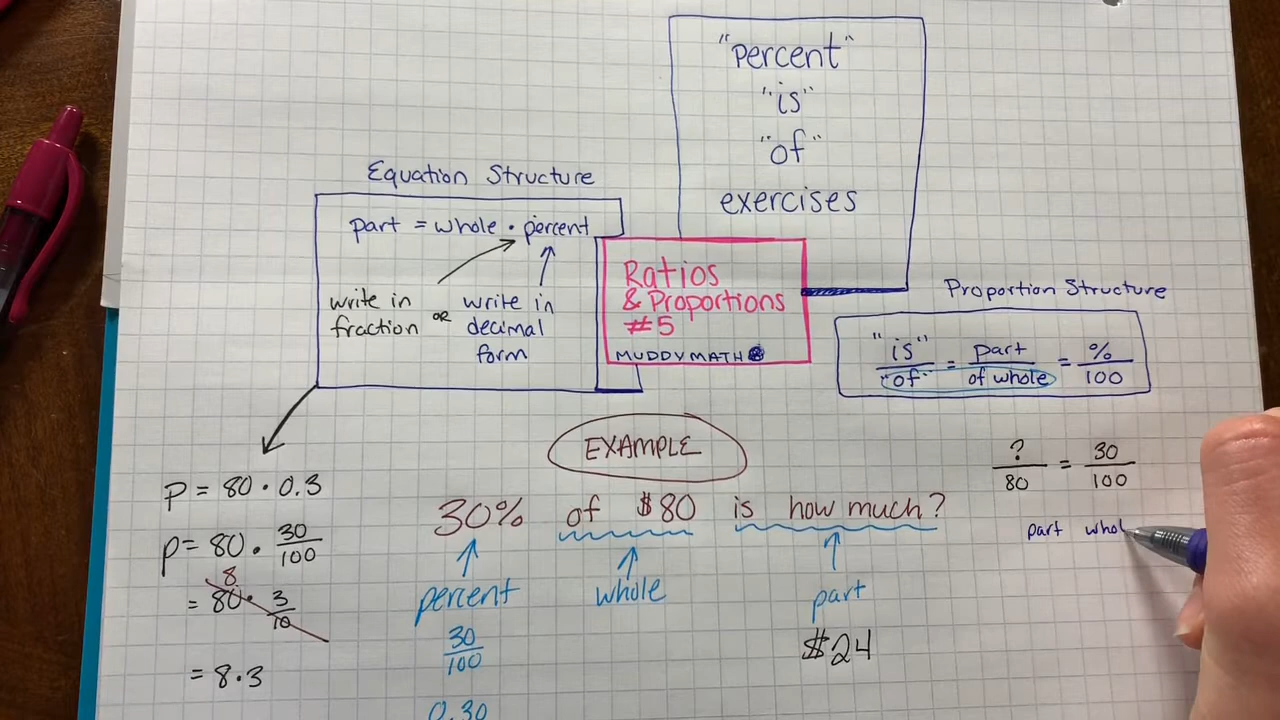 "percent"
"is"
"of"
exercises
Equation Structure
part = whole · percent
write in fraction
OR
write in decimal form
Ratios
& Proportions
#5
MUDDYMATH
Proportion Structure
"is" / "of" = part / of whole = % / 100
EXAMPLE
30% of $80 is how much?
percent
whole
part
30/100
0.30
$24
P = 80 · 0.3
P = 80 · 30/100
8
= 80 · 3/10
= 8·3
?/80 = 30/100
part whol